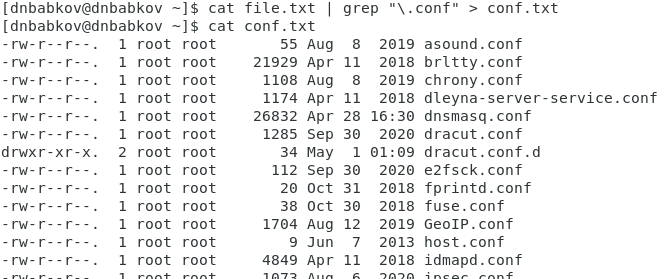 [dnbabkov@dnbabkov ~]$ cat file.txt | grep "\.conf" > conf.txt
[dnbabkov@dnbabkov ~]$ cat conf.txt
-rw-r--r--.  1 root root       55 Aug  8  2019 asound.conf
-rw-r--r--.  1 root root    21929 Apr 11  2018 brltty.conf
-rw-r--r--.  1 root root     1108 Aug  8  2019 chrony.conf
-rw-r--r--.  1 root root     1174 Apr 11  2018 dleyna-server-service.conf
-rw-r--r--.  1 root root    26832 Apr 28 16:30 dnsmasq.conf
-rw-r--r--.  1 root root     1285 Sep 30  2020 dracut.conf
drwxr-xr-x.  2 root root       34 May  1 01:09 dracut.conf.d
-rw-r--r--.  1 root root      112 Sep 30  2020 e2fsck.conf
-rw-r--r--.  1 root root       20 Oct 31  2018 fprintd.conf
-rw-r--r--.  1 root root       38 Oct 30  2018 fuse.conf
-rw-r--r--.  1 root root     1704 Aug 12  2019 GeoIP.conf
-rw-r--r--.  1 root root        9 Jun  7  2013 host.conf
-rw-r--r--.  1 root root     4849 Apr 11  2018 idmapd.conf
-rw-r--r--.  1 root root     1073 Aug  6  2020 ipsec.conf